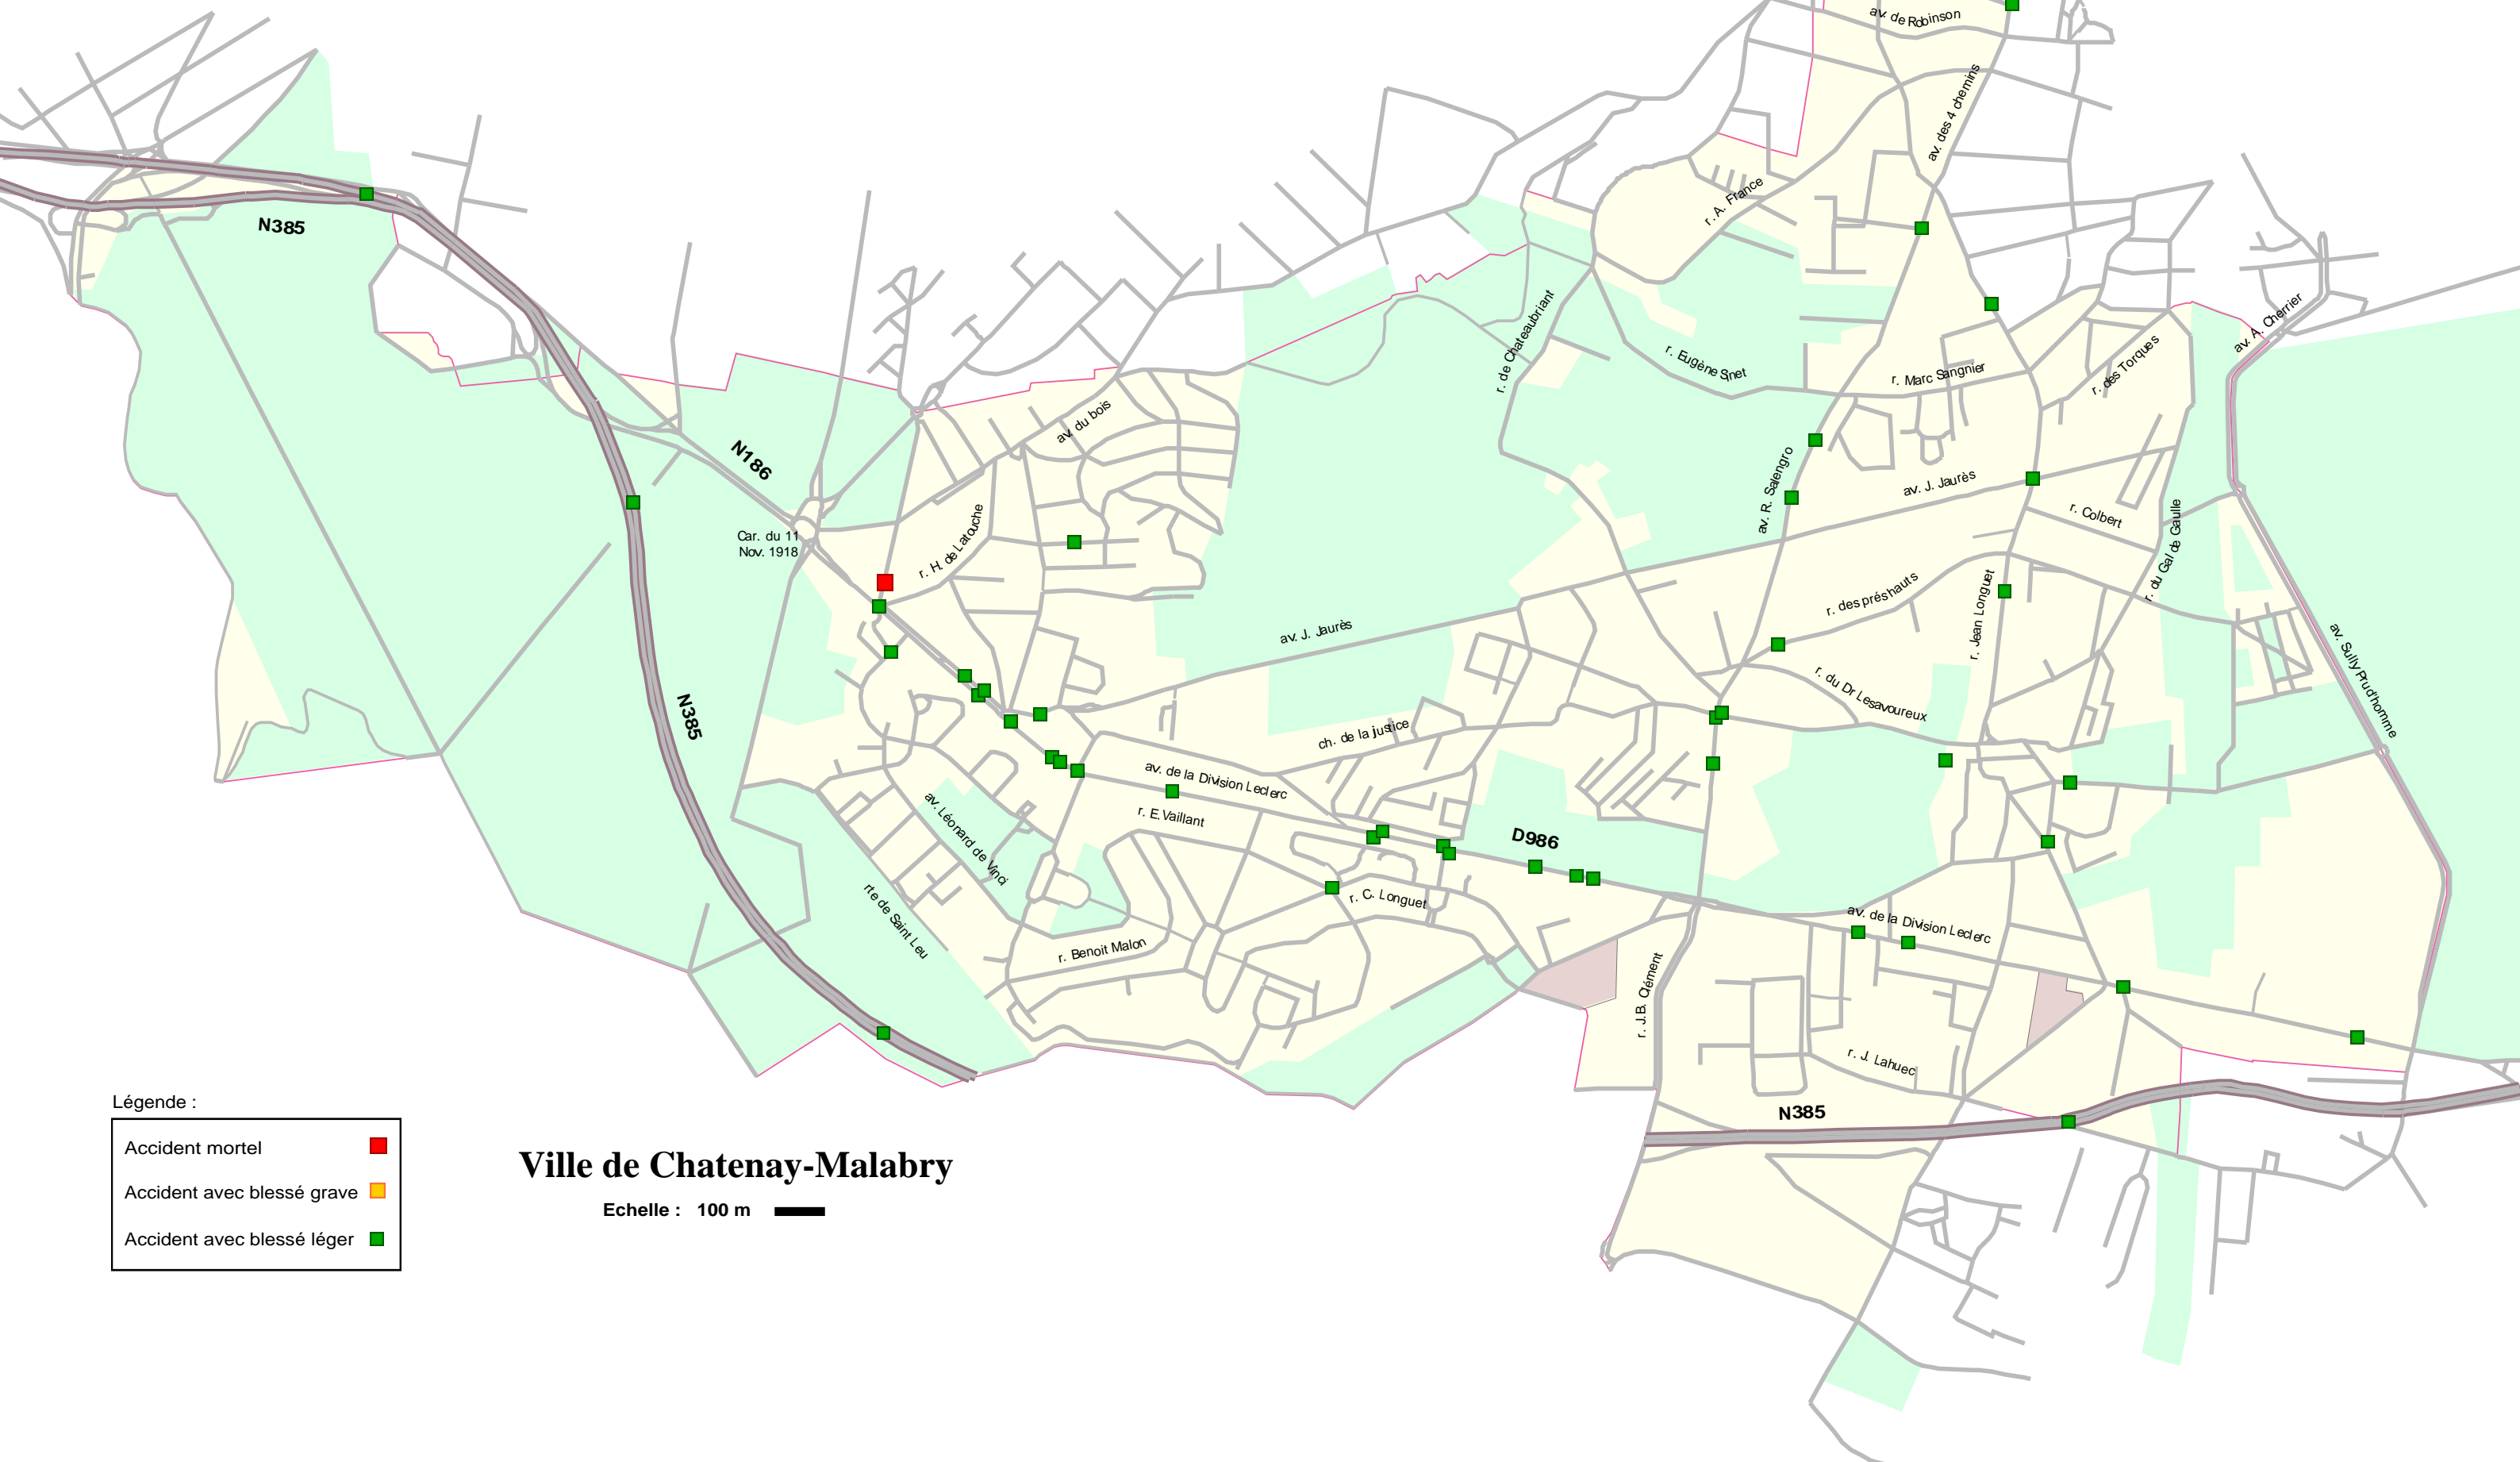 av. de Robinson
av. des 4 chemins
r. A. France
N385
av. A. Cherrier
r. de Chateaubriant
r. Eugène Sinet
r. Marc Sangnier
r. des Torques
av. du bois
N186
av. R. Salengro
av. J. Jaurès
r. Colbert
r. du Gal de Gaulle
Car. du 11
Nov. 1918
r. H. de Latouche
r. des préshauts
r. Jean Longuet
av. J. Jaurès
av. Sully Prud'homme
N385
r. du Dr Lesavoureux
ch. de la justice
av. de la Division Leclerc
r. E. Vaillant
av. Léonard de Vinci
D986
rte de Saint Leu
r. C. Longuet
r. Benoit Malon
av. de la Division Leclerc
r. J.B. Clément
r. J. Lahuec
N385
Légende :
Accident mortel
Accident avec blessé grave
Accident avec blessé léger
Ville de Chatenay-Malabry
Echelle : 100 m